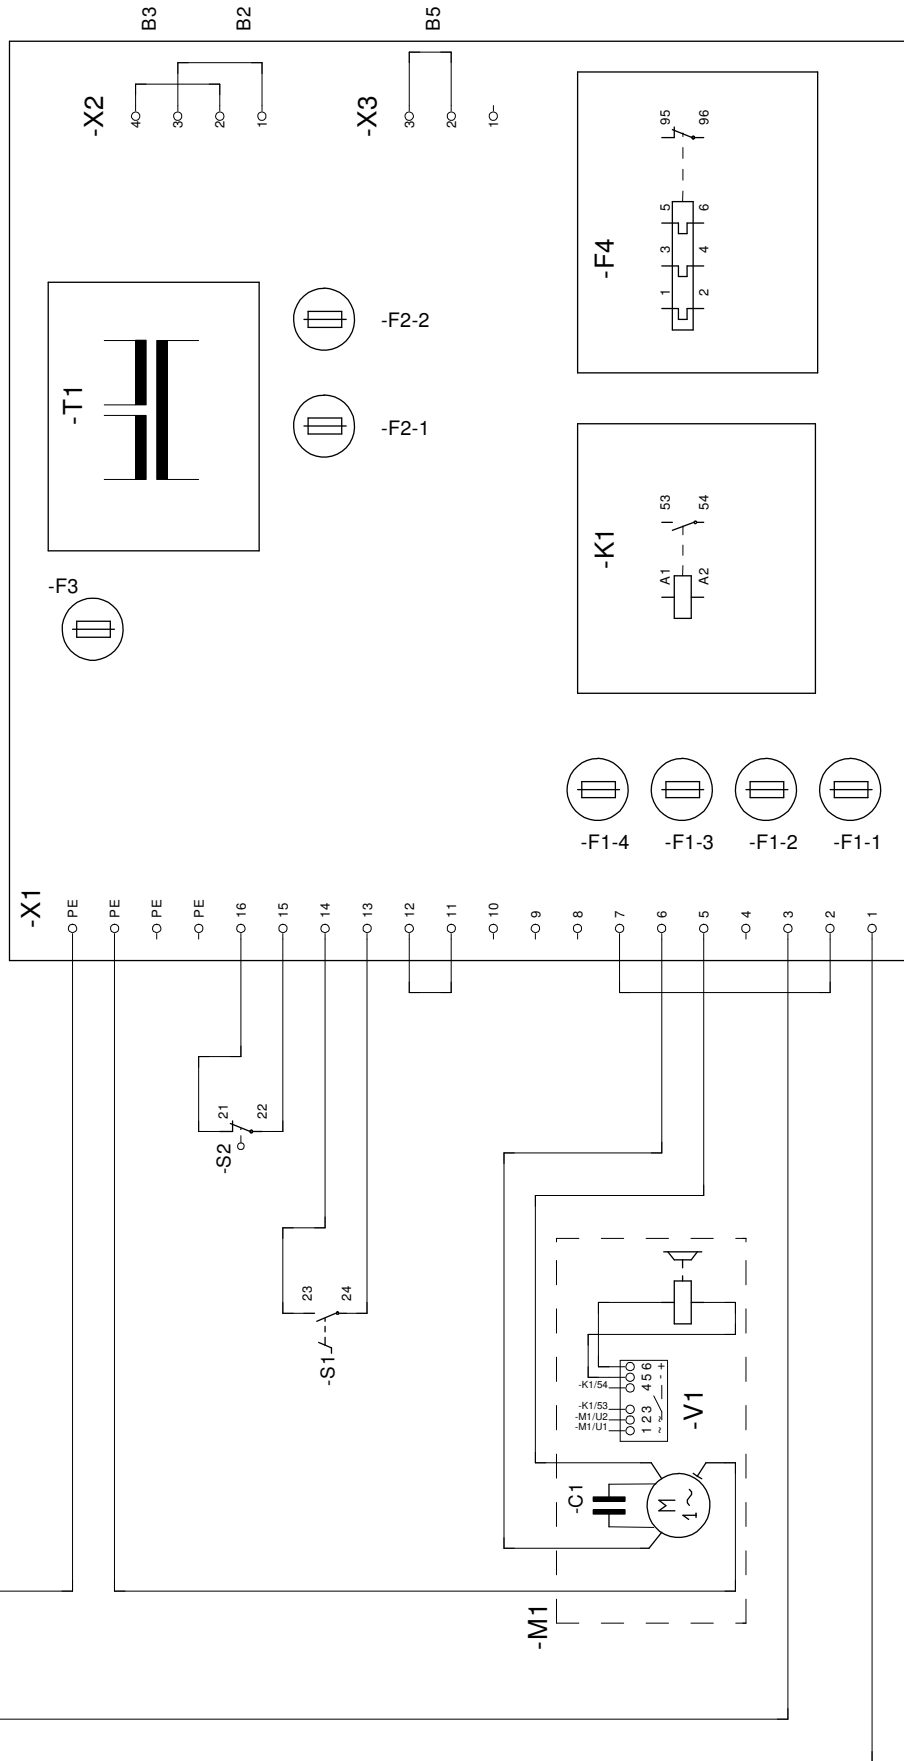 B3
B2
B5
-X2
4
3
2
1
-X3
3
2
1
-T1
-F2-2
-F2-1
-F3
-F4
1
3
5
2
4
6
95
96
-K1
A1
A2
53
54
-F1-4
-F1-3
-F1-2
-F1-1
-X1
PE
PE
PE
PE
16
15
14
13
12
11
10
9
8
7
6
5
4
3
2
1
-S2
21
22
-S1
23
24
-K1/54
-K1/53
-M1/U2
-M1/U1
1 2 3 4 5 6
~ ~ - +
-V1
-C1
M
1~
-M1